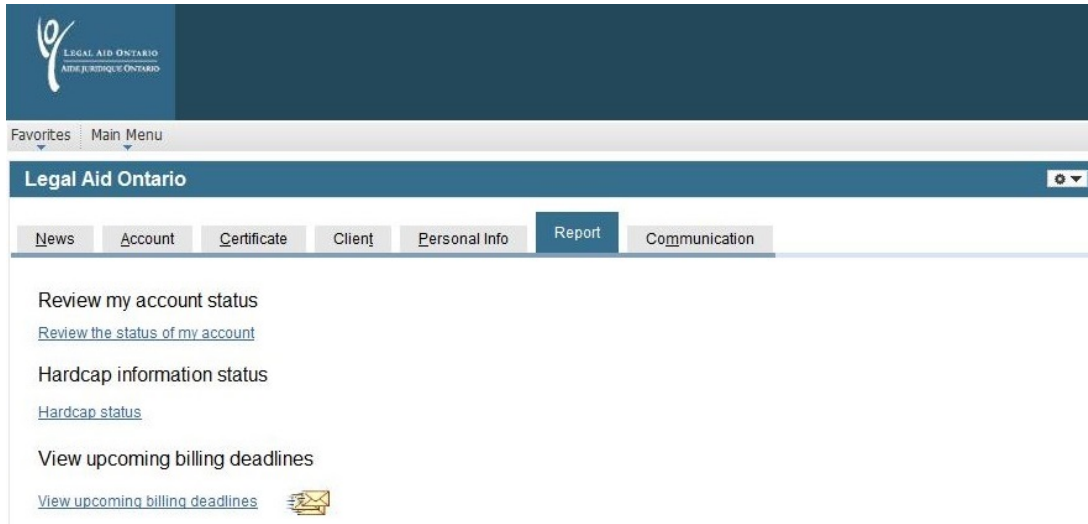 LEGAL AID ONTARIO
AIDE JURIDIQUE ONTARIO
Favorites Main Menu
Legal Aid Ontario
News Account Certificate Client Personal Info Report Communication
Review my account status
Review the status of my account
Hardcap information status
Hardcap status
View upcoming billing deadlines
View upcoming billing deadlines